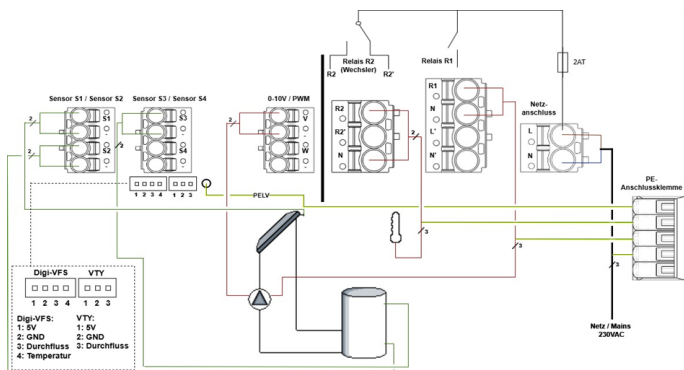 Relais R2
(Wechsler)
R2
R2'
Relais R1
2AT
Sensor S1 / Sensor S2
Sensor S3 / Sensor S4
0-10V / PWM
Netz-
anschluss
S1
-
S2
-
S3
-
S4
-
V
-
W
-
R2
R2'
N
R1
N
L'
N'
L
N
2
2
2
2
2
1 2 3 4
1 2 3
PELV
PE-
Anschlussklemme
3
3
3
Digi-VFS
VTY
1 2 3 4
1 2 3
Digi-VFS:
1: 5V
2: GND
3: Durchfluss
4: Temperatur
VTY:
1: 5V
2: GND
3: Durchfluss
Netz / Mains
230VAC